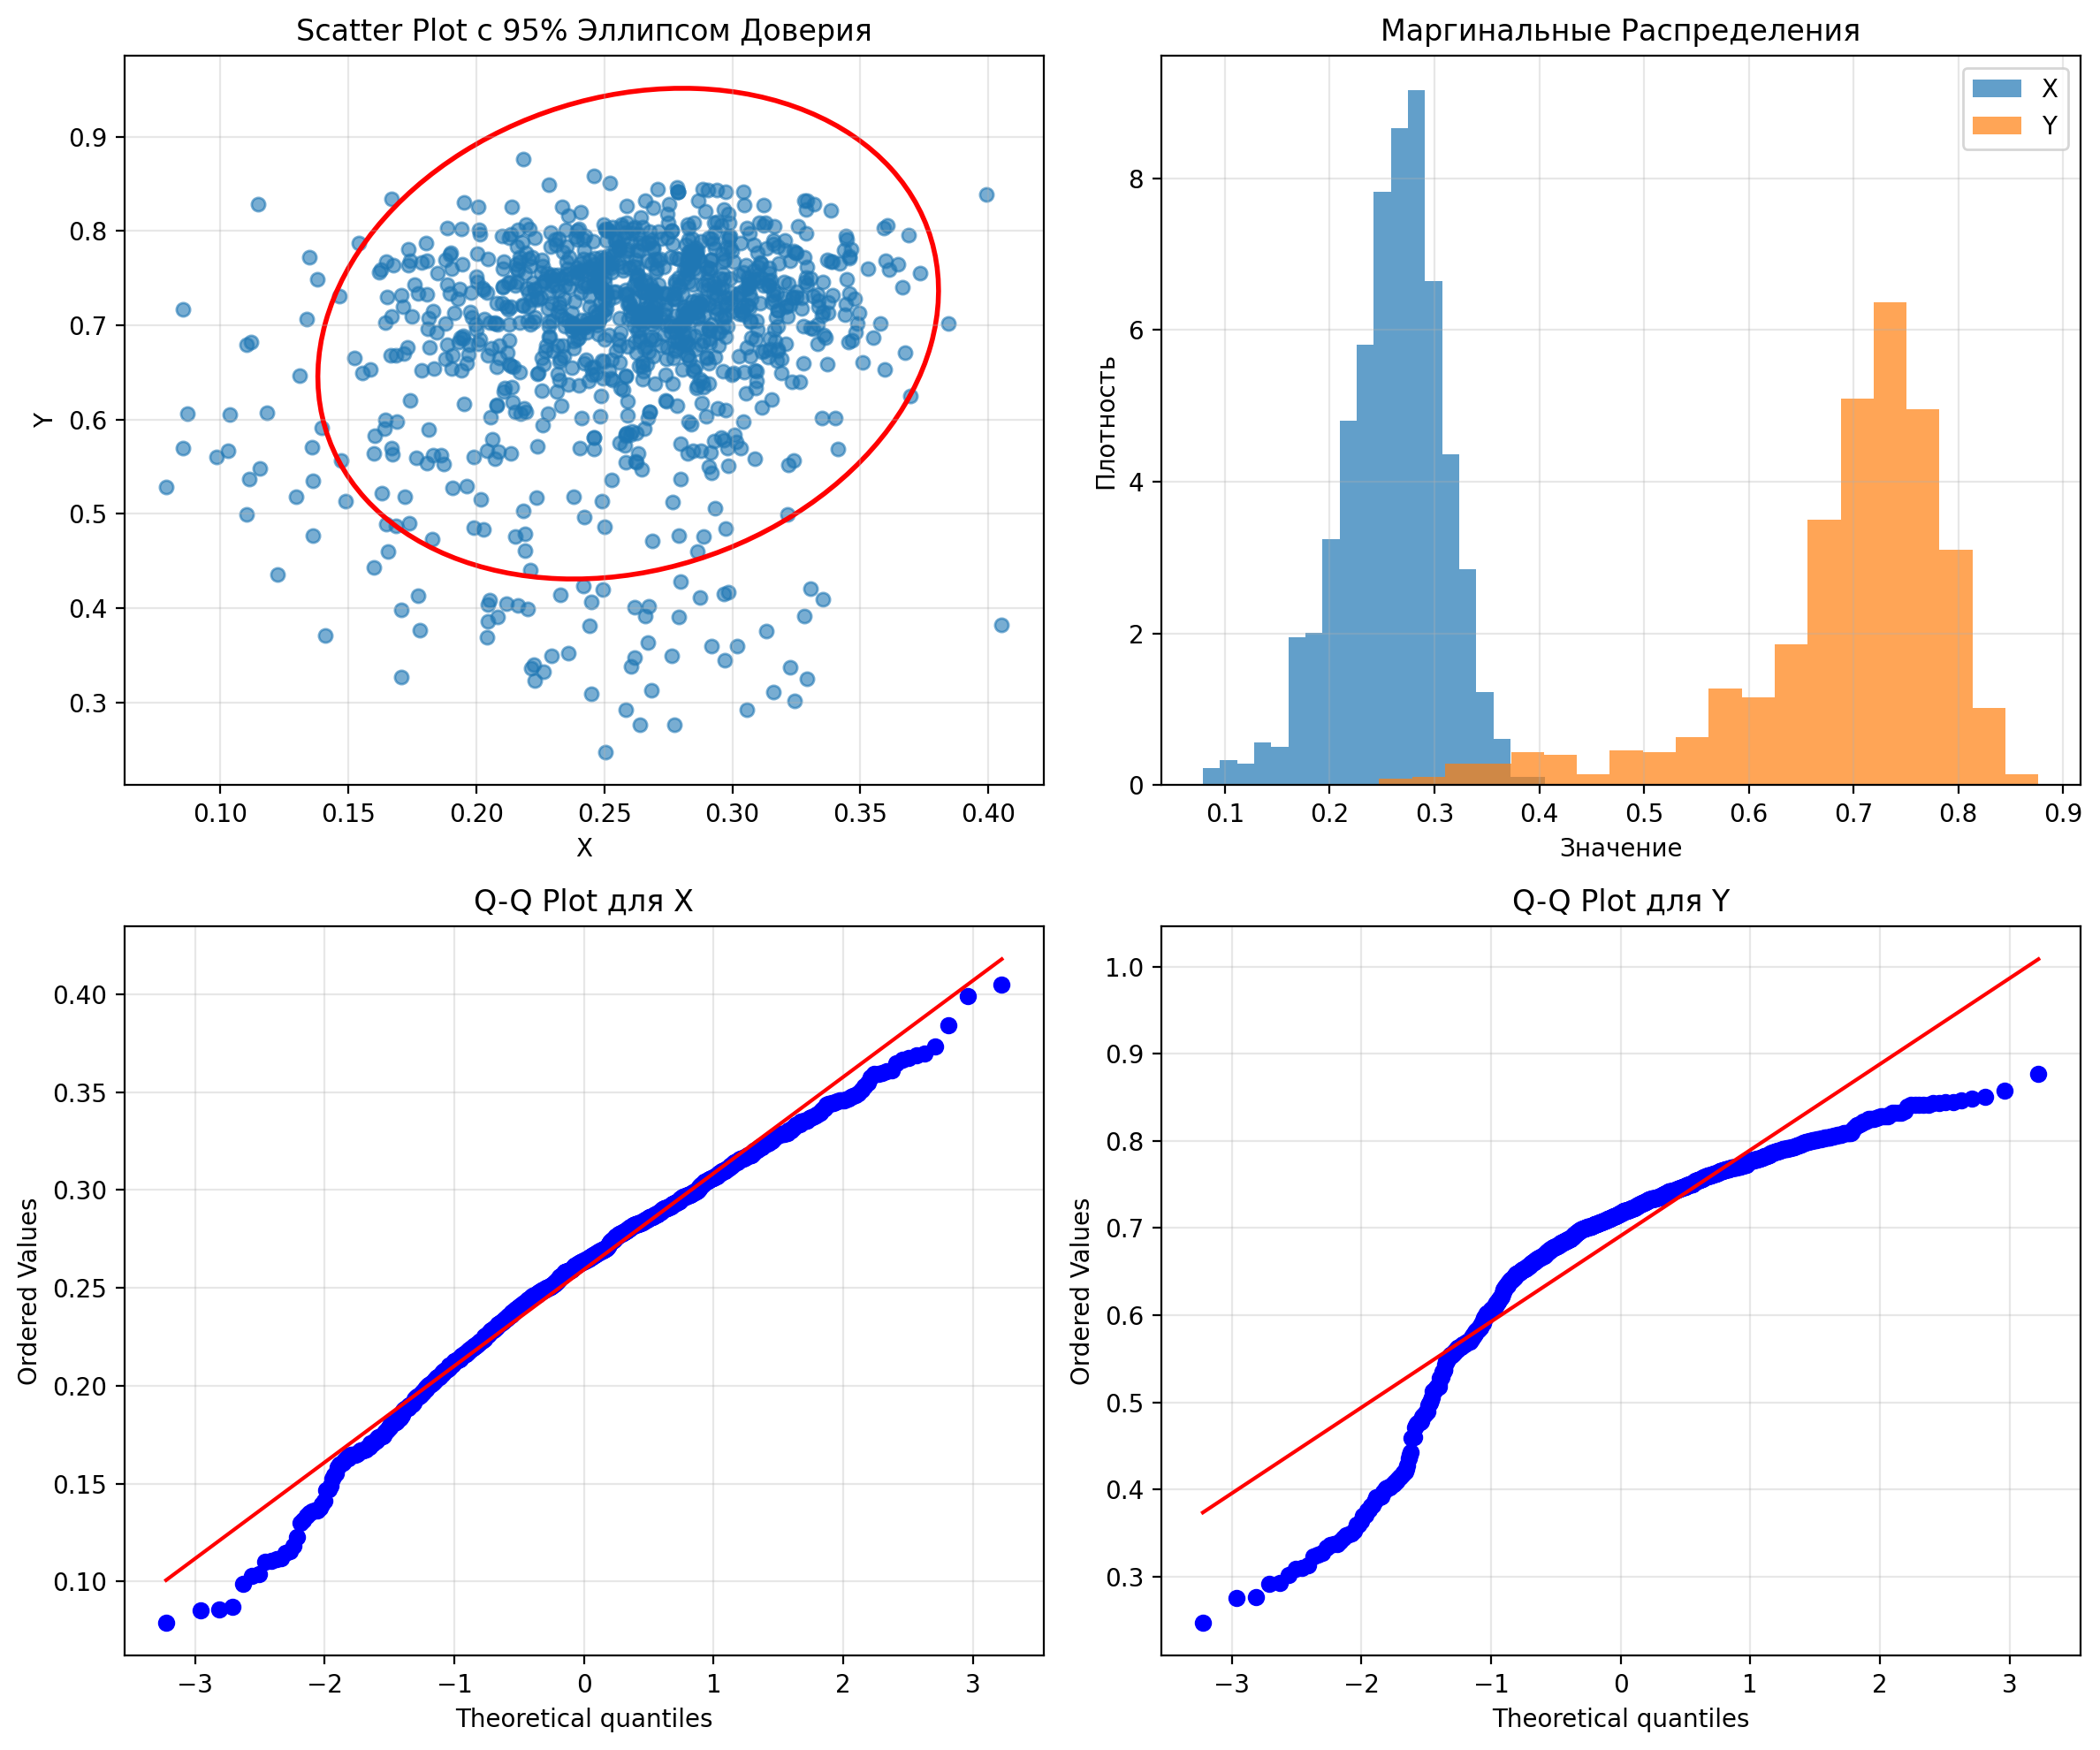 Scatter Plot с 95% Эллипсом Доверия
0.9
0.8
0.7
0.6
0.5
0.4
0.3
Y
0.10 0.15 0.20 0.25 0.30 0.35 0.40
X
Маргинальные Распределения
X
Y
8
6
4
2
0
Плотность
0.1 0.2 0.3 0.4 0.5 0.6 0.7 0.8 0.9
Значение
Q-Q Plot для X
0.40
0.35
0.30
0.25
0.20
0.15
0.10
Ordered Values
−3 −2 −1 0 1 2 3
Theoretical quantiles
Q-Q Plot для Y
1.0
0.9
0.8
0.7
0.6
0.5
0.4
0.3
Ordered Values
−3 −2 −1 0 1 2 3
Theoretical quantiles